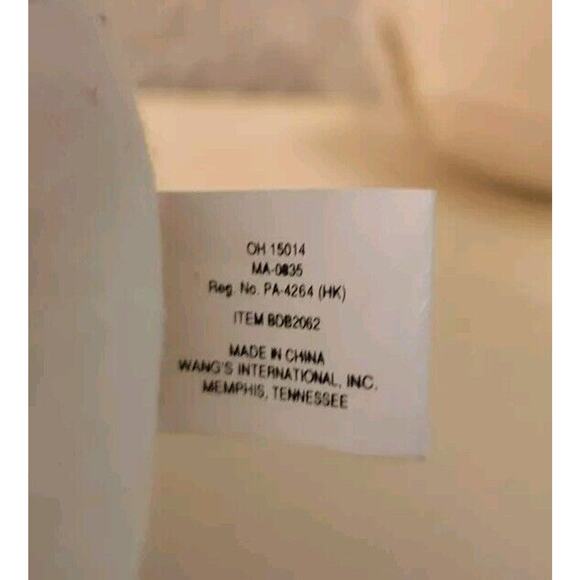 OH 15014
MA-0835
Reg. No. PA-4264 (HK)
ITEM BDB2062
MADE IN CHINA
WANG'S INTERNATIONAL, INC.
MEMPHIS, TENNESSEE